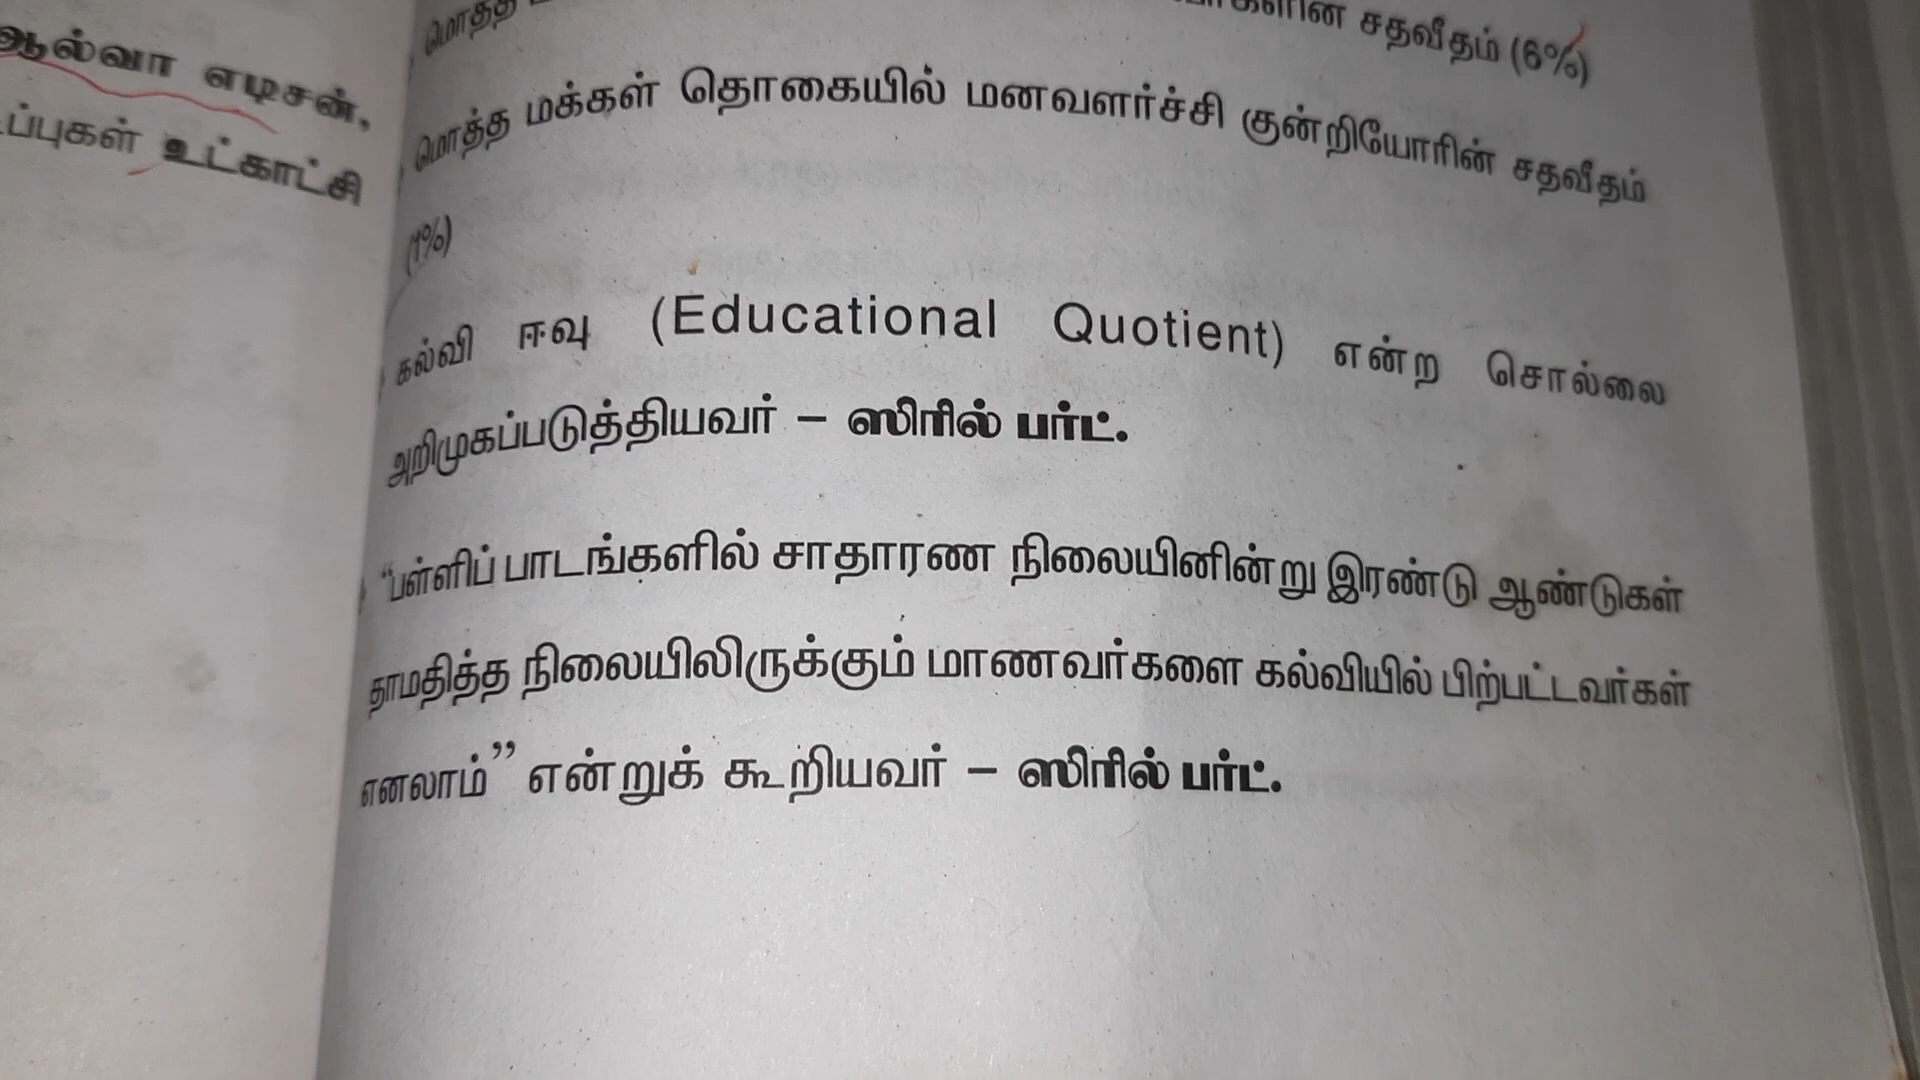 ஆல்வா எடிசன்,
உட்காட்சி
மொத்த சதவீதம் (6%)
மொத்த மக்கள் தொகையில் மனவளர்ச்சி குன்றியோரின் சதவீதம்
(1%)
கல்வி ஈவு (Educational Quotient) என்ற சொல்லை
அறிமுகப்படுத்தியவர் – ஸிரில் பர்ட்.
“பள்ளிப் பாடங்களில் சாதாரண நிலையினின்று இரண்டு ஆண்டுகள்
தாமதித்த நிலையிலிருக்கும் மாணவர்களை கல்வியில் பிற்பட்டவர்கள்
எனலாம்” என்றுக் கூறியவர் – ஸிரில் பர்ட்.